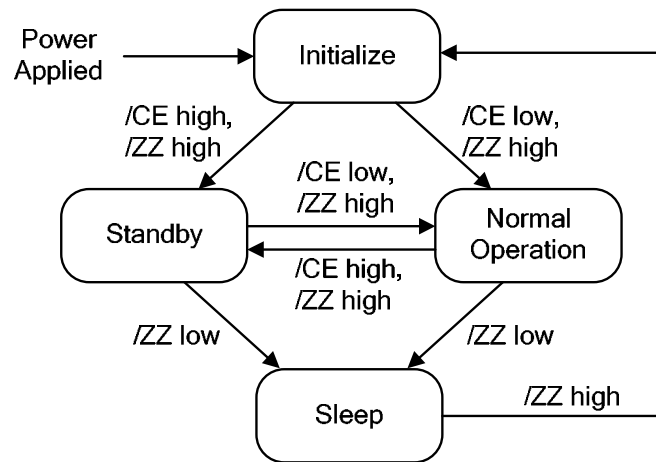 Power
Applied
Initialize
/CE high,
/ZZ high
/CE low,
/ZZ high
/CE low,
/ZZ high
Standby
Normal
Operation
/CE high,
/ZZ high
/ZZ low
/ZZ low
Sleep
/ZZ high